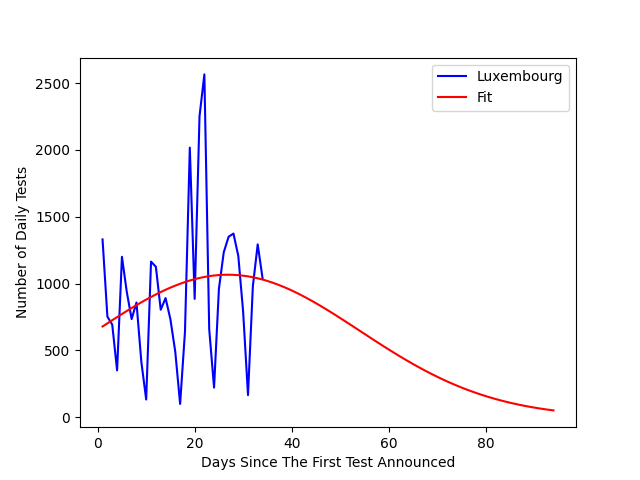 Luxembourg
Fit
2500
2000
1500
1000
500
0
Number of Daily Tests
0 20 40 60 80
Days Since The First Test Announced